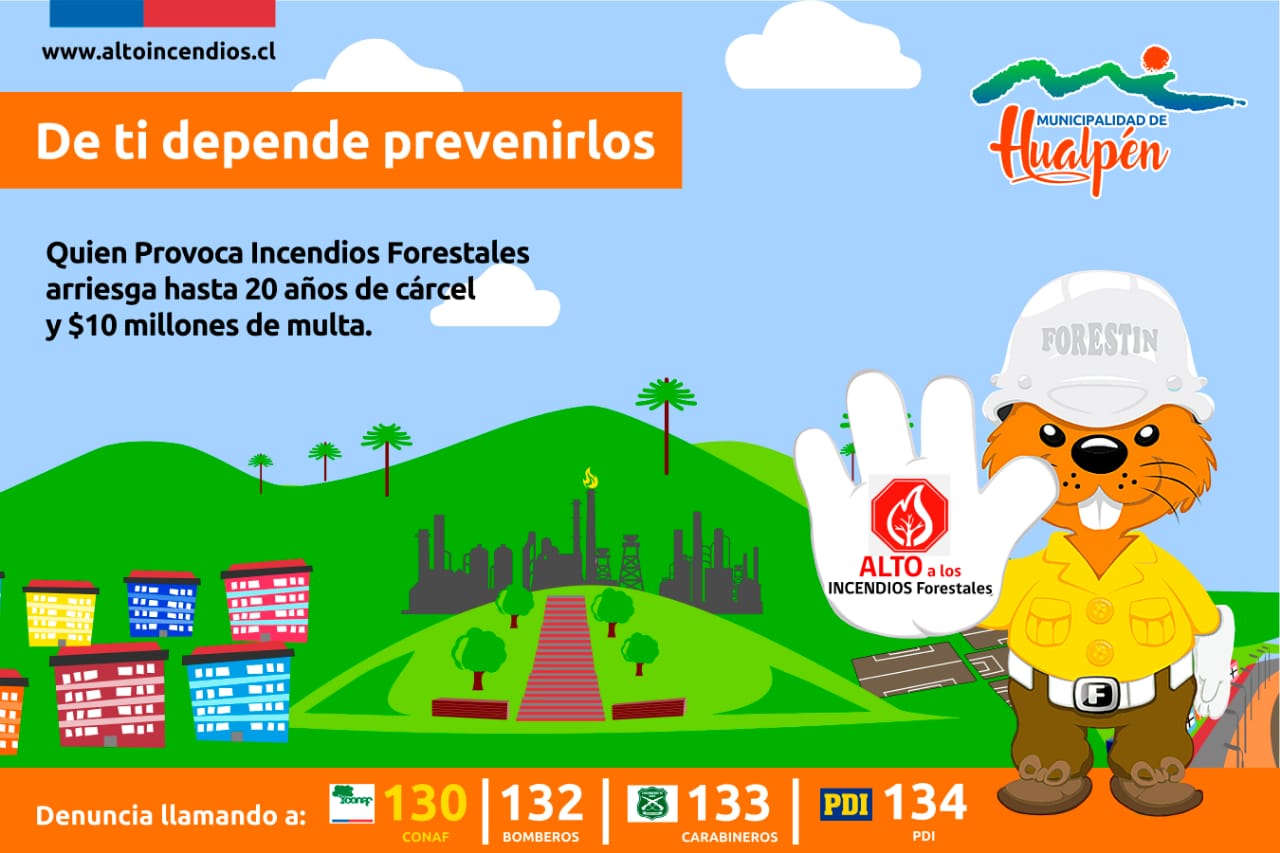 www.altoincendios.cl
De ti depende prevenirlos
MUNICIPALIDAD DE
Hualpén
Quien Provoca Incendios Forestales
arriesga hasta 20 años de cárcel
y $10 millones de multa.
FORESTIN
ALTO a los
INCENDIOS Forestales
F
Denuncia llamando a:
conaf
130
CONAF
132
BOMBEROS
133
CARABINEROS
PDI
134
PDI